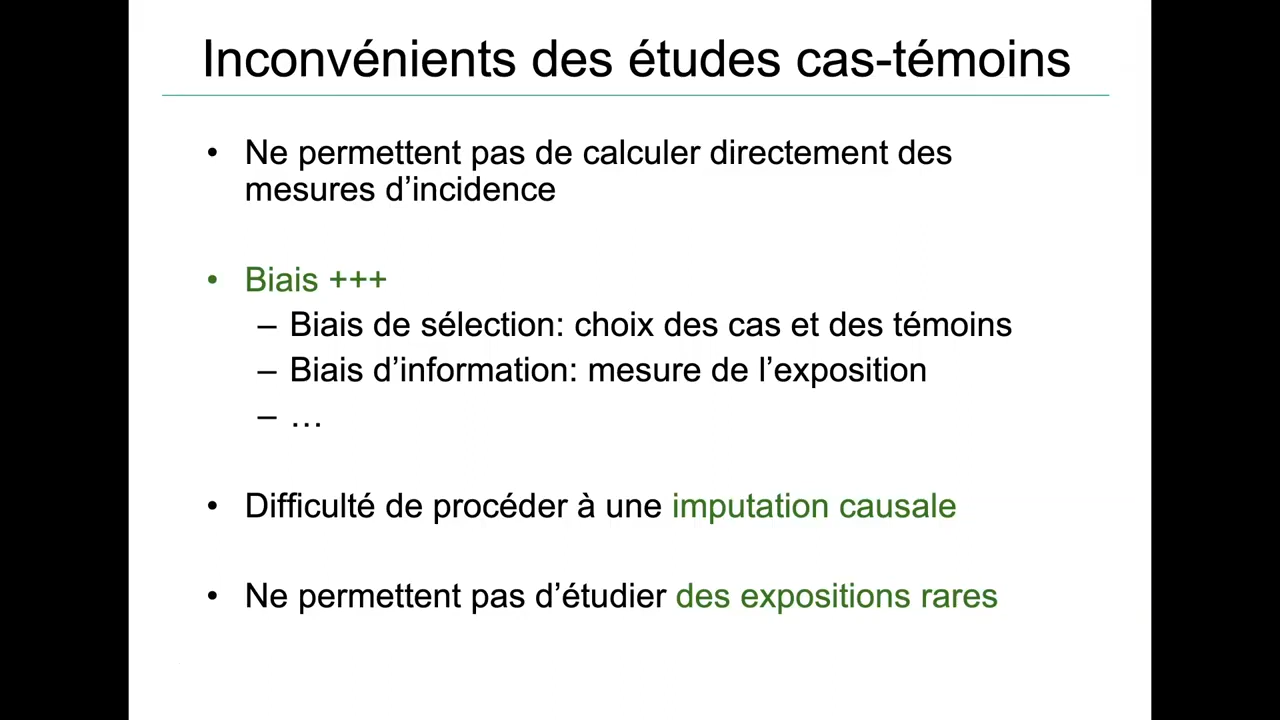 Inconvénients des études cas-témoins
• Ne permettent pas de calculer directement des
mesures d’incidence
• Biais +++
– Biais de sélection: choix des cas et des témoins
– Biais d’information: mesure de l’exposition
– …
• Difficulté de procéder à une imputation causale
• Ne permettent pas d’étudier des expositions rares